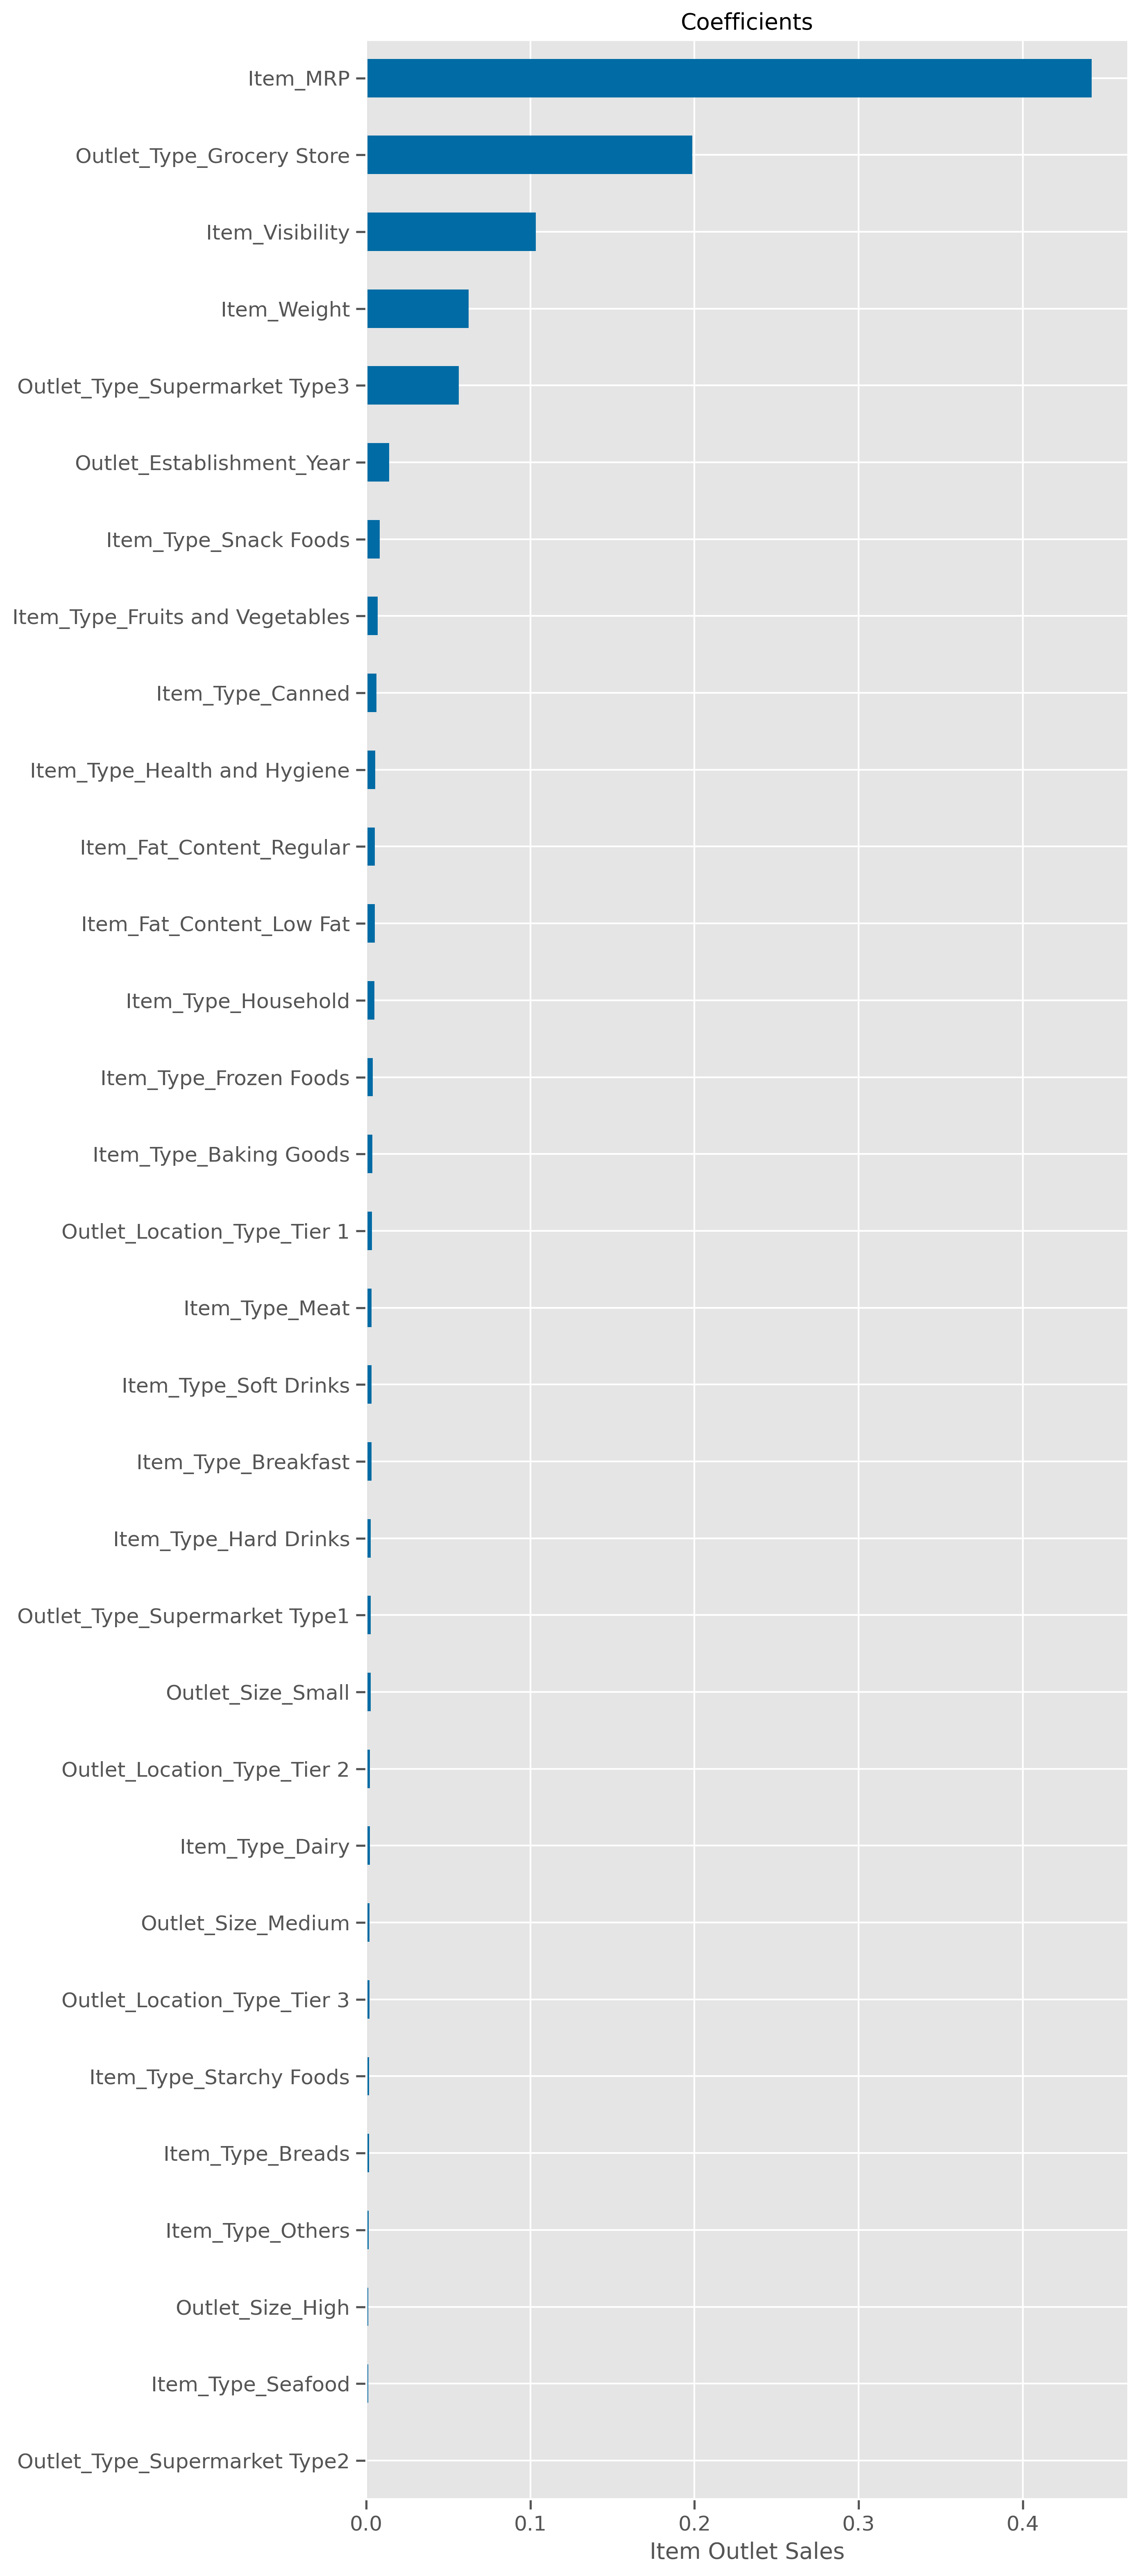 Coefficients
Item_MRP
Outlet_Type_Grocery Store
Item_Visibility
Item_Weight
Outlet_Type_Supermarket Type3
Outlet_Establishment_Year
Item_Type_Snack Foods
Item_Type_Fruits and Vegetables
Item_Type_Canned
Item_Type_Health and Hygiene
Item_Fat_Content_Regular
Item_Fat_Content_Low Fat
Item_Type_Household
Item_Type_Frozen Foods
Item_Type_Baking Goods
Outlet_Location_Type_Tier 1
Item_Type_Meat
Item_Type_Soft Drinks
Item_Type_Breakfast
Item_Type_Hard Drinks
Outlet_Type_Supermarket Type1
Outlet_Size_Small
Outlet_Location_Type_Tier 2
Item_Type_Dairy
Outlet_Size_Medium
Outlet_Location_Type_Tier 3
Item_Type_Starchy Foods
Item_Type_Breads
Item_Type_Others
Outlet_Size_High
Item_Type_Seafood
Outlet_Type_Supermarket Type2
0.0 0.1 0.2 0.3 0.4
Item Outlet Sales